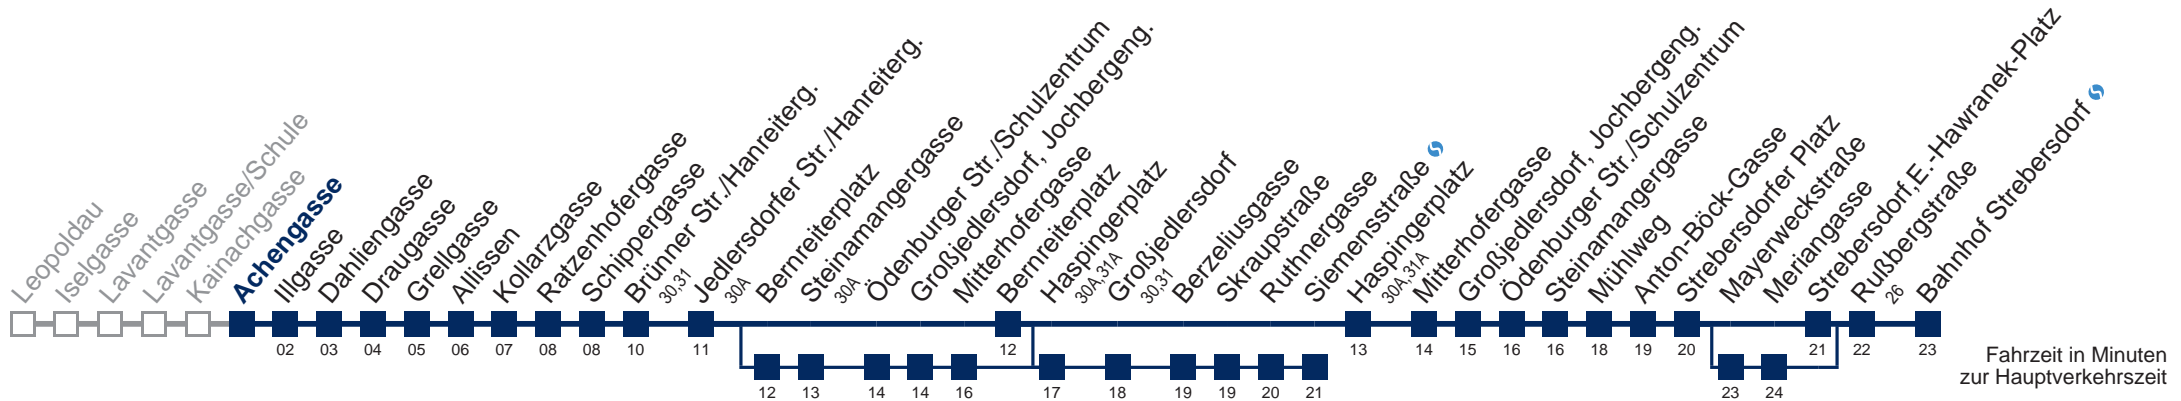 Leopoldau
Iselgasse
Lavantgasse
Lavantgasse/Schule
Kainachgasse
Achengasse
Illgasse
Dahliengasse
Draugasse
Grellgasse
Allissen
Kollarzgasse
Ratzenhofergasse
Schippergasse
Brünner Str./Hanreiterg.
30,31
Jedlersdorfer Str./Hanreiterg.
30A
Bernreiterplatz
Steinamangergasse
30A
Ödenburger Str./Schulzentrum
Großjedlersdorf, Jochbergeng.
Mitterhofergasse
Bernreiterplatz
Haspingerplatz
30A,31A
Großjedlersdorf
30,31
Berzeliusgasse
Skraupstraße
Ruthnergasse
Siemensstraße
Haspingerplatz
30A,31A
Mitterhofergasse
Großjedlersdorf, Jochbergeng.
Ödenburger Str./Schulzentrum
Steinamangergasse
Mühlweg
Anton-Böck-Gasse
Strebersdorfer Platz
Mayerweckstraße
Meriangasse
Strebersdorf,E.-Hawranek-Platz
Rußbergstraße
26
Bahnhof Strebersdorf
02 03 04 05 06 07 08 08 10 11 12 13 14 15 16 16 18 19 20 21 22 23
12 13 14 14 16 17 18 19 19 20 21 23 24
Fahrzeit in Minuten
zur Hauptverkehrszeit